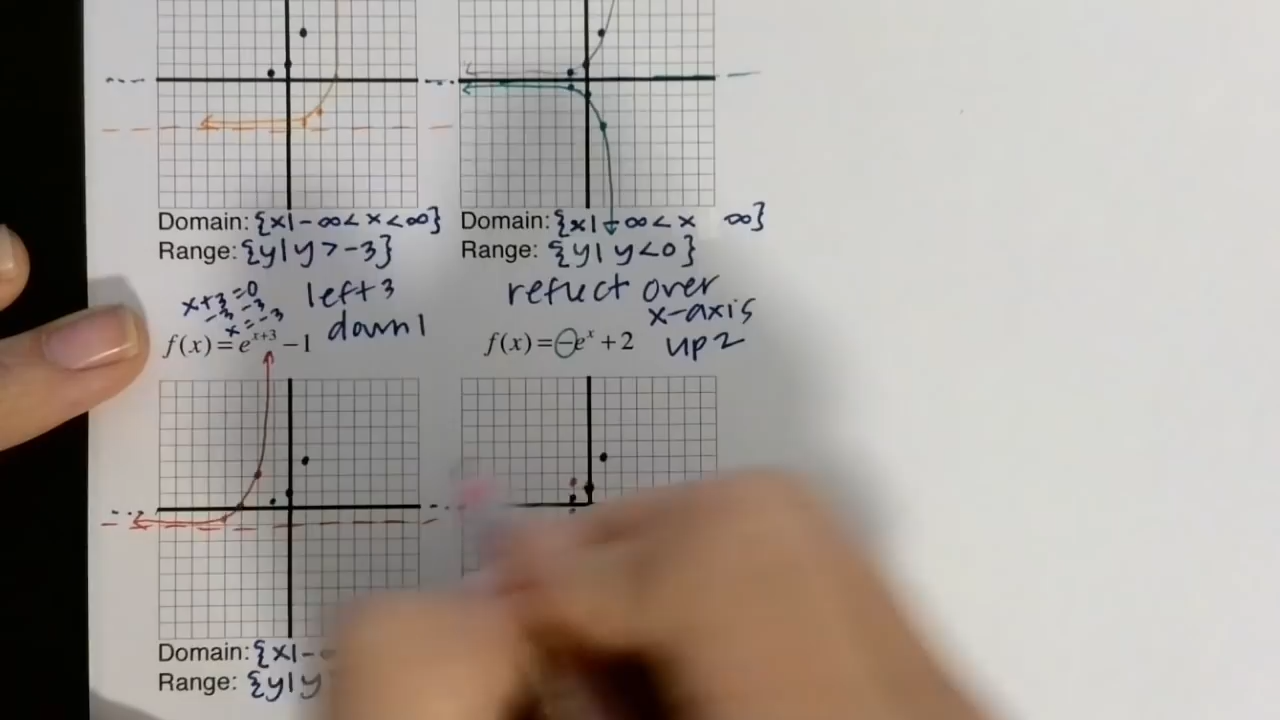 Domain: {x|-∞<x<∞}
Range: {y|y>-3}
Domain: {x|-∞<x ∞}
Range: {y|y<0}
x+3=0
-3 -3
x=-3
left 3
down 1
f(x)=e^{x+3}-1
reflect over
x-axis
up 2
f(x)=-e^x+2
Domain: {x|-
Range: {y|y